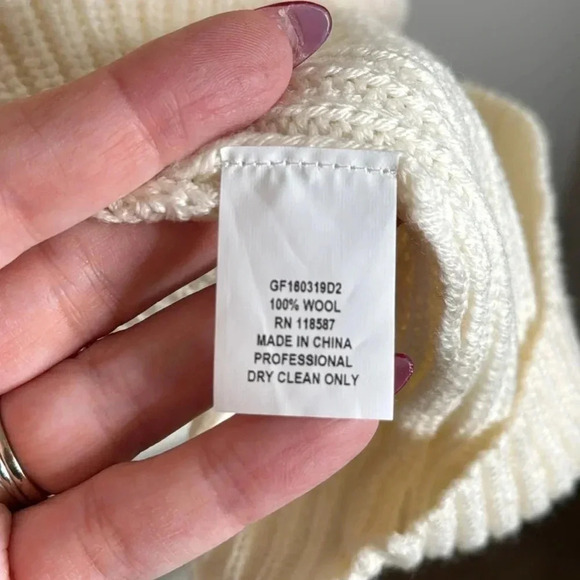 GF160319D2
100% WOOL
RN 118587
MADE IN CHINA
PROFESSIONAL
DRY CLEAN ONLY